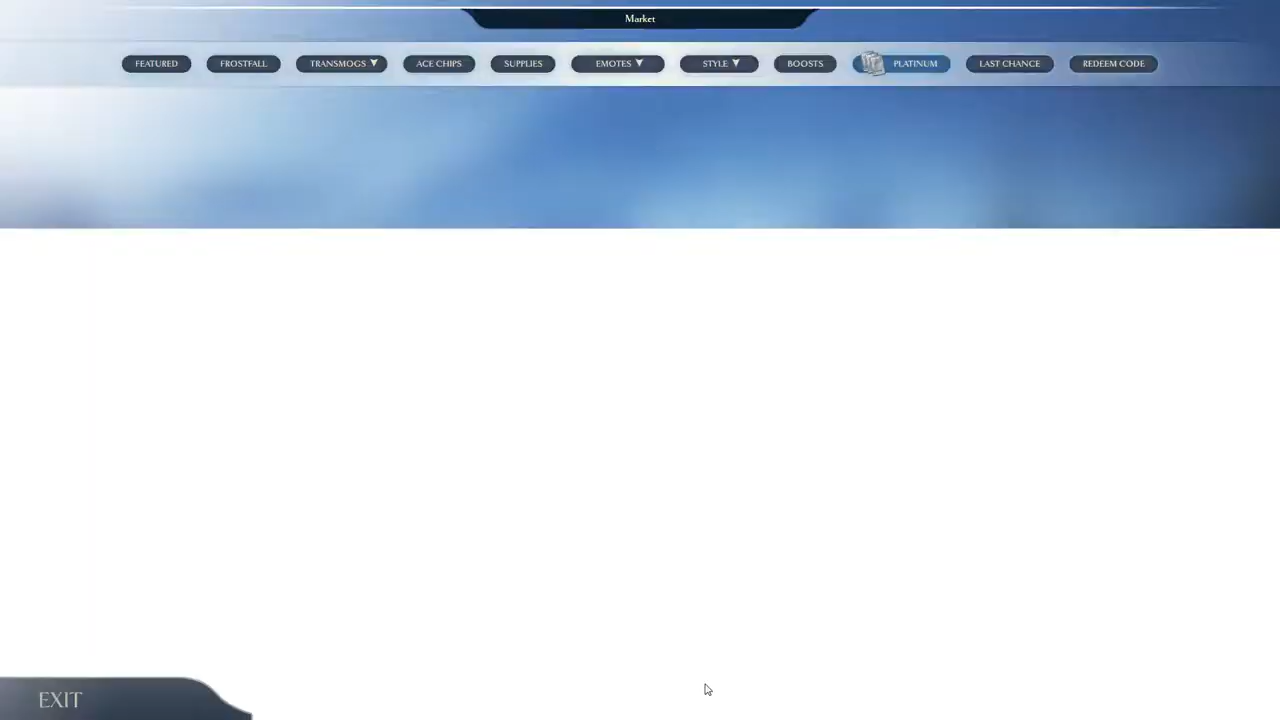 Market
FEATURED
FROSTFALL
TRANSMOGS
ACE CHIPS
SUPPLIES
EMOTES
STYLE
BOOSTS
PLATINUM
LAST CHANCE
REDEEM CODE
EXIT